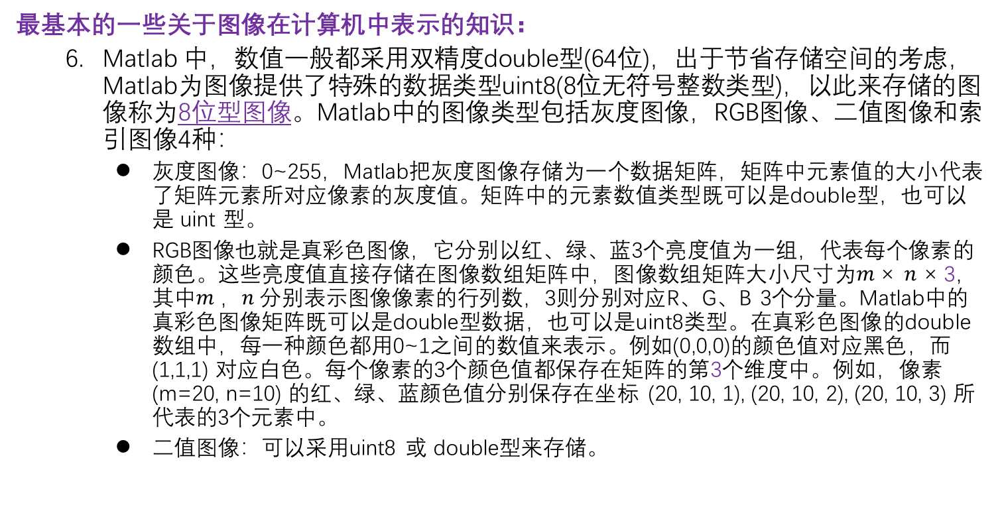 最基本的一些关于图像在计算机中表示的知识：
6. Matlab 中，数值一般都采用双精度double型(64位)，出于节省存储空间的考虑，
Matlab为图像提供了特殊的数据类型uint8(8位无符号整数类型)，以此来存储的图
像称为8位型图像。Matlab中的图像类型包括灰度图像，RGB图像、二值图像和索
引图像4种：
● 灰度图像：0~255，Matlab把灰度图像存储为一个数据矩阵，矩阵中元素值的大小代表
了矩阵元素所对应像素的灰度值。矩阵中的元素数值类型既可以是double型，也可以
是 uint 型。
● RGB图像也就是真彩色图像，它分别以红、绿、蓝3个亮度值为一组，代表每个像素的
颜色。这些亮度值直接存储在图像数组矩阵中，图像数组矩阵大小尺寸为m × n × 3，
其中m ，n 分别表示图像像素的行列数，3则分别对应R、G、B 3个分量。Matlab中的
真彩色图像矩阵既可以是double型数据，也可以是uint8类型。在真彩色图像的double
数组中，每一种颜色都用0~1之间的数值来表示。例如(0,0,0)的颜色值对应黑色，而
(1,1,1) 对应白色。每个像素的3个颜色值都保存在矩阵的第3个维度中。例如，像素
(m=20, n=10) 的红、绿、蓝颜色值分别保存在坐标 (20, 10, 1), (20, 10, 2), (20, 10, 3) 所
代表的3个元素中。
● 二值图像：可以采用uint8 或 double型来存储。